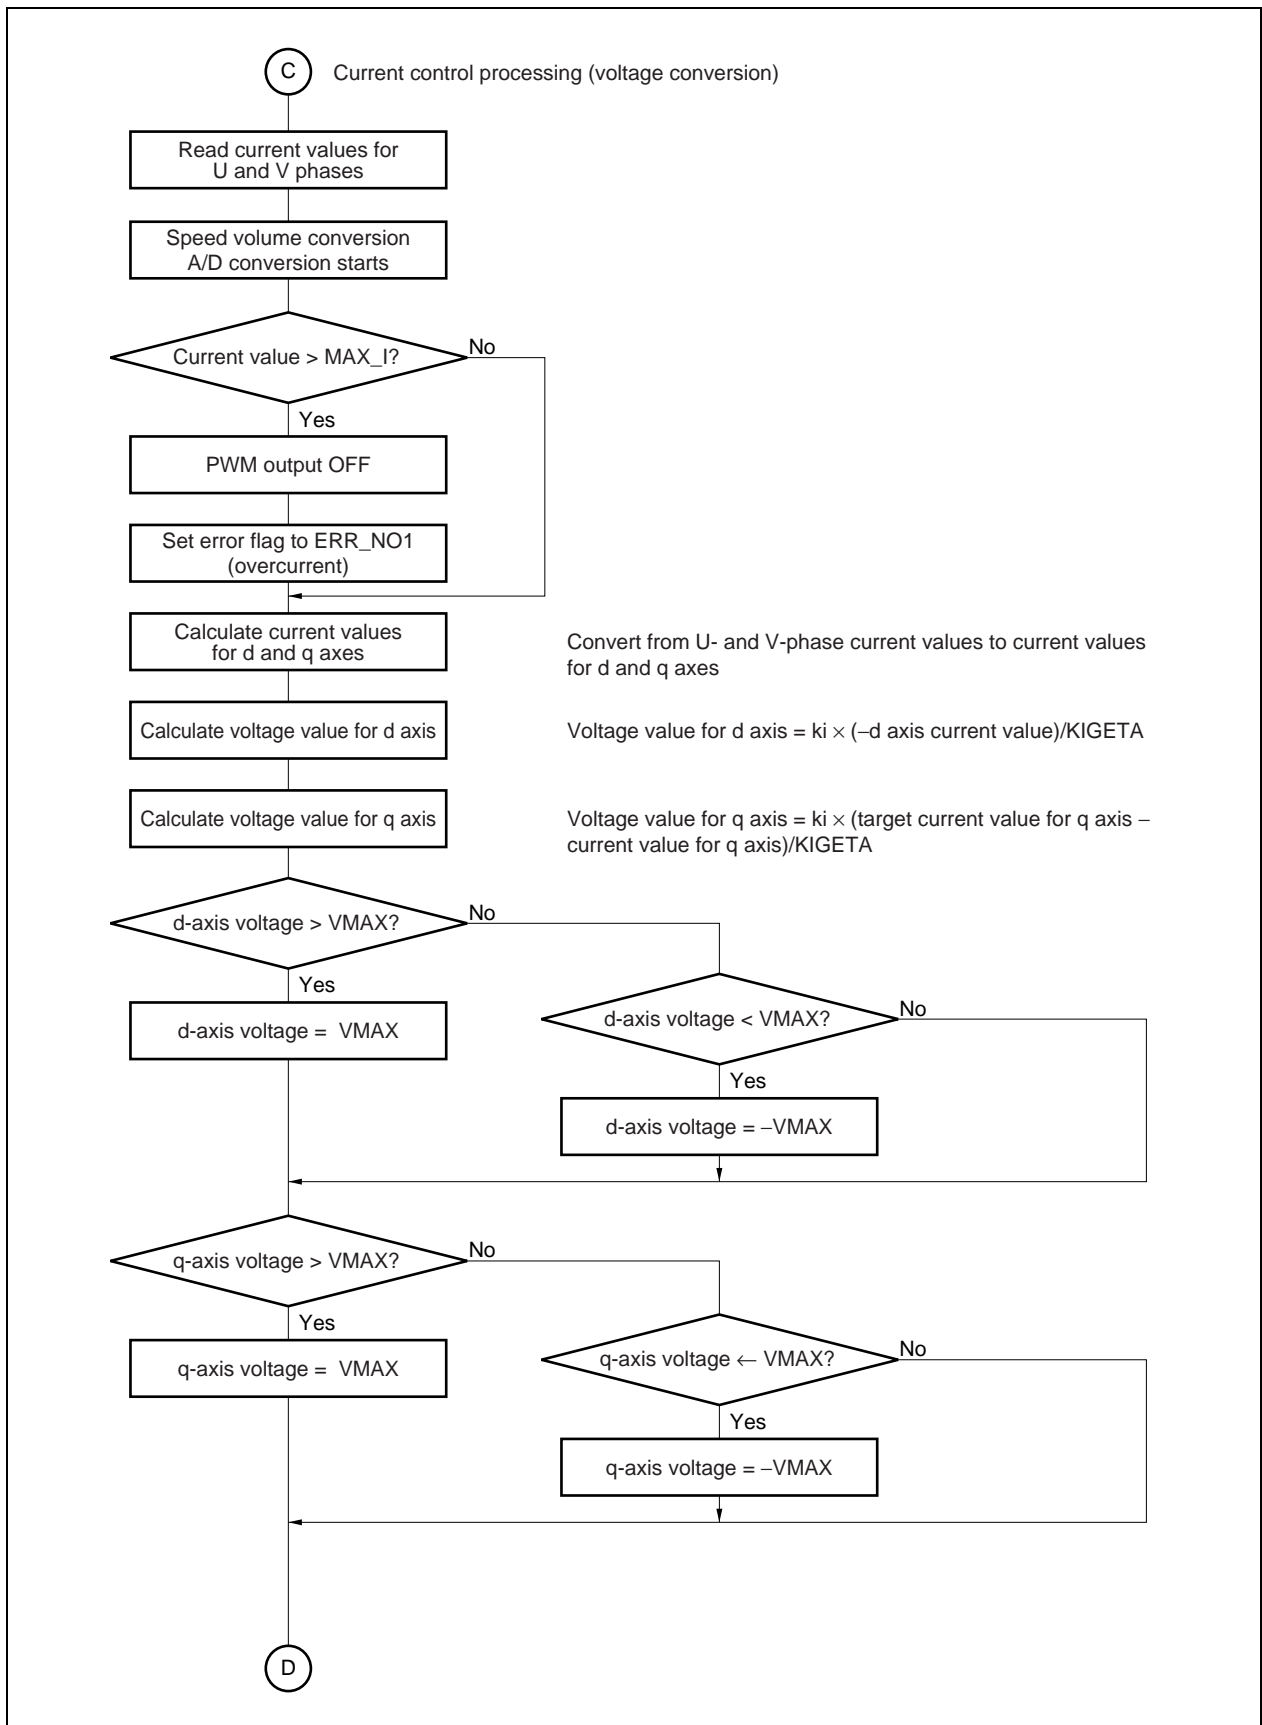 C
Current control processing (voltage conversion)
Read current values for
U and V phases
Speed volume conversion
A/D conversion starts
Current value > MAX_I?
No
Yes
PWM output OFF
Set error flag to ERR_NO1
(overcurrent)
Calculate current values
for d and q axes
Convert from U- and V-phase current values to current values
for d and q axes
Calculate voltage value for d axis
Voltage value for d axis = ki × (−d axis current value)/KIGETA
Calculate voltage value for q axis
Voltage value for q axis = ki × (target current value for q axis −
current value for q axis)/KIGETA
d-axis voltage > VMAX?
No
Yes
d-axis voltage = VMAX
d-axis voltage < VMAX?
No
Yes
d-axis voltage = −VMAX
q-axis voltage > VMAX?
No
Yes
q-axis voltage = VMAX
q-axis voltage ← VMAX?
No
Yes
q-axis voltage = −VMAX
D